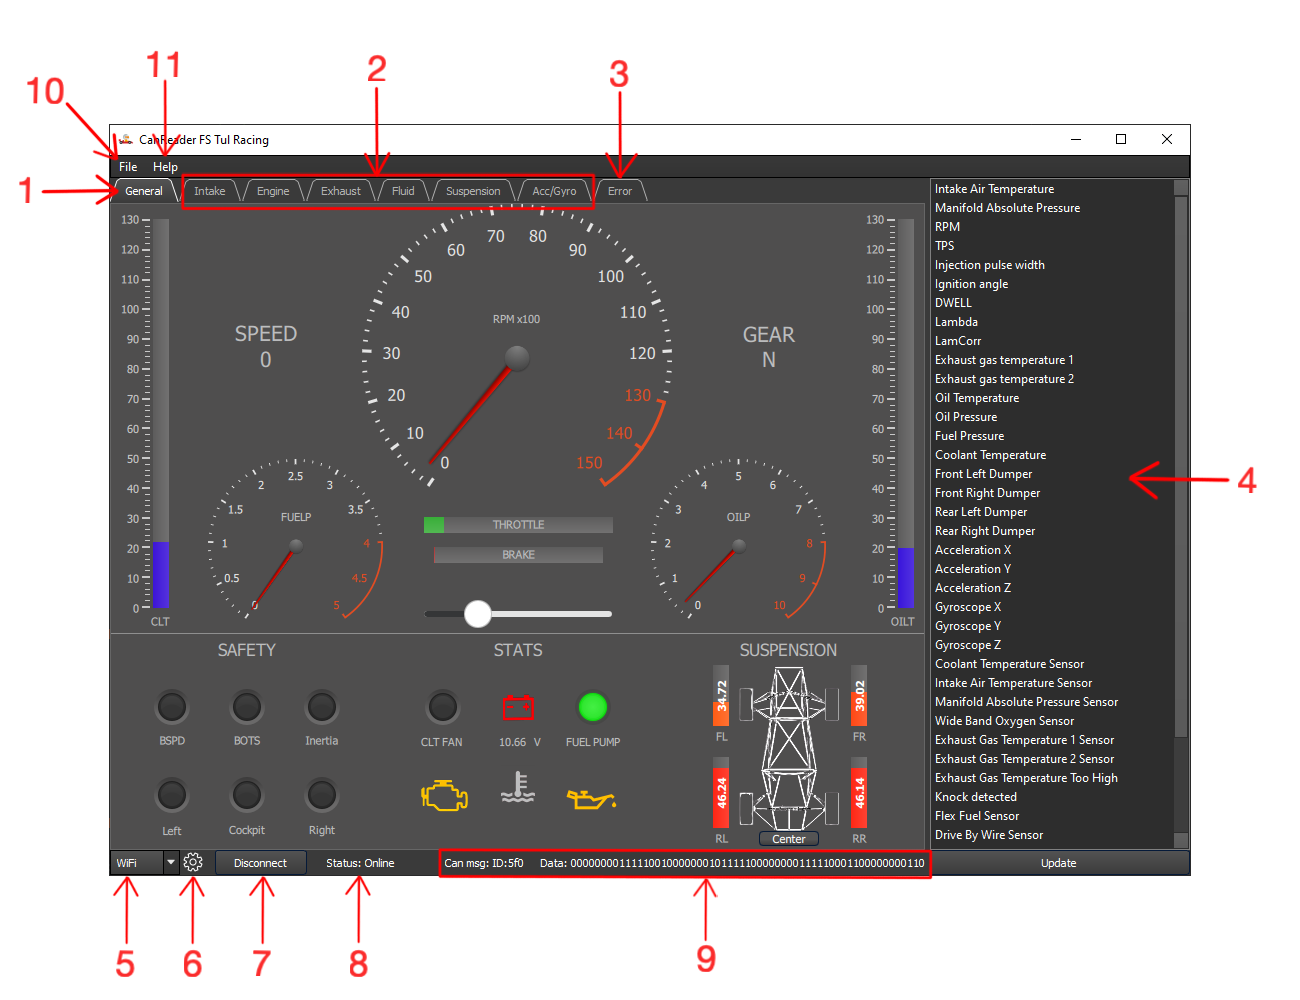 11
2
3
10
CanReader FS Tul Racing
File Help
1
General Intake Engine Exhaust Fluid Suspension Acc/Gyro Error
130
120
110
100
90
80
70
60
50
40
30
20
10
0
CLT
SPEED
0
0
10
20
30
40
50
60
70
80
90
100
110
120
130
140
150
RPM x100
GEAR
N
130
120
110
100
90
80
70
60
50
40
30
20
10
0
OILT
0
0.5
1
1.5
2
2.5
3
3.5
4
4.5
5
FUELP
THROTTLE
BRAKE
0
1
2
3
4
5
6
7
8
9
10
OILP
SAFETY
BSPD BOTS Inertia
Left Cockpit Right
STATS
CLT FAN 10.66 V FUEL PUMP
SUSPENSION
34.72
39.02
FL FR
46.24
46.14
RL RR
Center
Intake Air Temperature
Manifold Absolute Pressure
RPM
TPS
Injection pulse width
Ignition angle
DWELL
Lambda
LamCorr
Exhaust gas temperature 1
Exhaust gas temperature 2
Oil Temperature
Oil Pressure
Fuel Pressure
Coolant Temperature
Front Left Dumper
Front Right Dumper
Rear Left Dumper
Rear Right Dumper
Acceleration X
Acceleration Y
Acceleration Z
Gyroscope X
Gyroscope Y
Gyroscope Z
Coolant Temperature Sensor
Intake Air Temperature Sensor
Manifold Absolute Pressure Sensor
Wide Band Oxygen Sensor
Exhaust Gas Temperature 1 Sensor
Exhaust Gas Temperature 2 Sensor
Exhaust Gas Temperature Too High
Knock detected
Flex Fuel Sensor
Drive By Wire Sensor
4
WiFi Disconnect Status: Online Can msg: ID:5f0 Data: 0000000011111001000000010111110000000011111000110000000110 Update
5
6
7
8
9